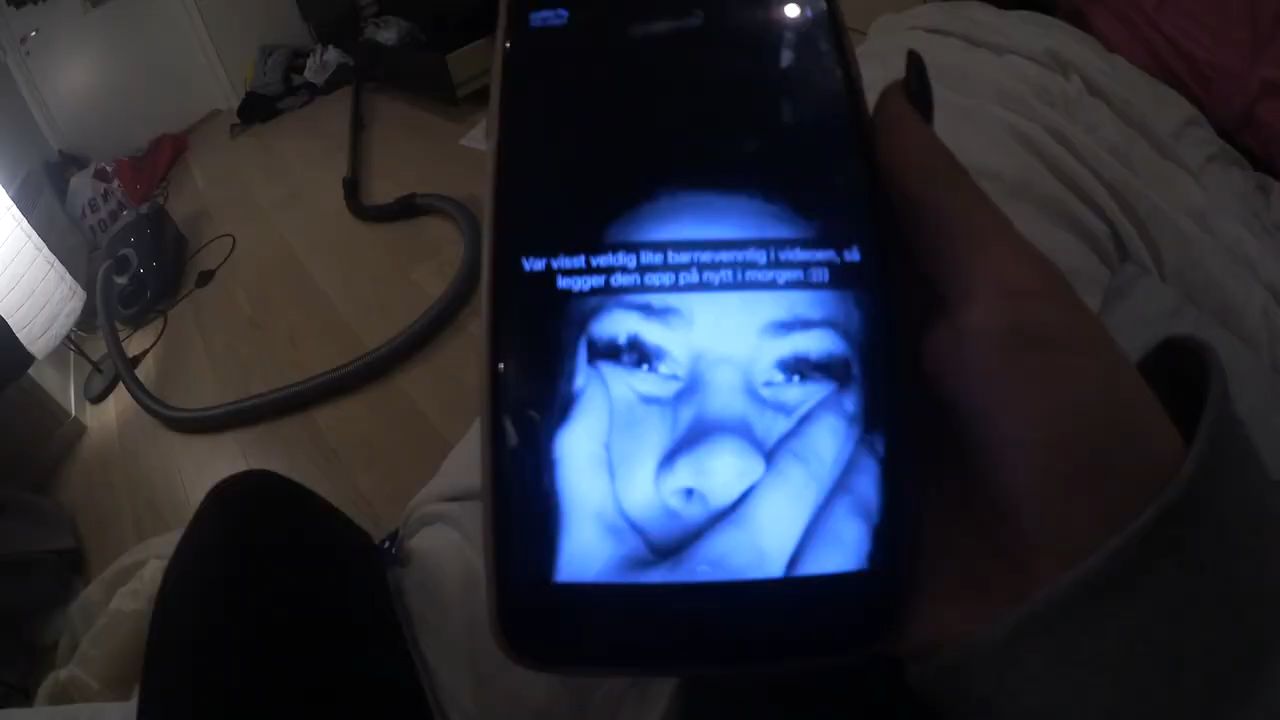 Var visst veldig lite barnevennlig i videoen, så
legger den opp på nytt i morgen :)))